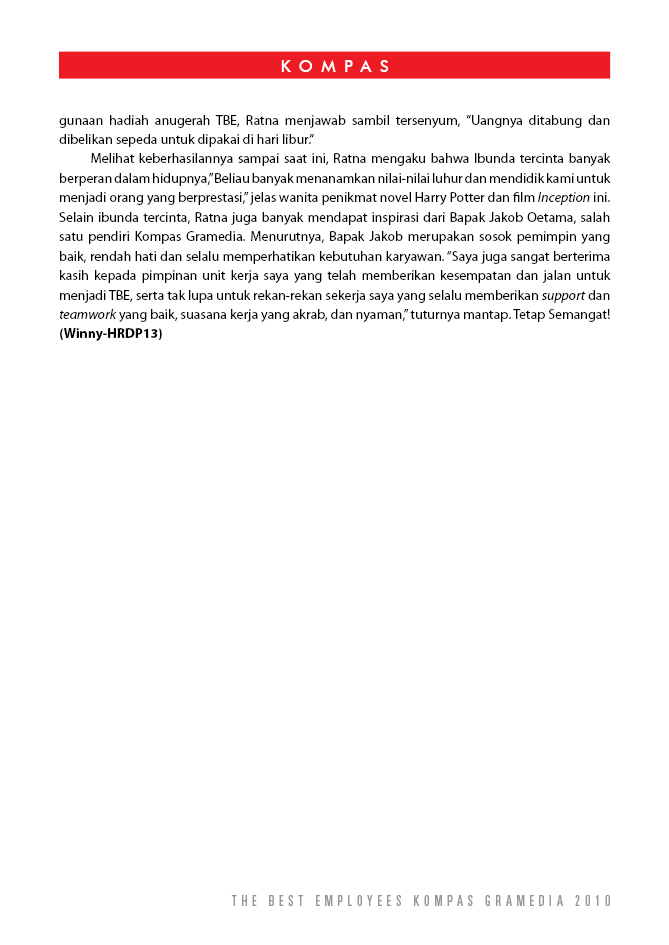 KOMPAS
gunaan hadiah anugerah TBE, Ratna menjawab sambil tersenyum, “Uangnya ditabung dan
dibelikan sepeda untuk dipakai di hari libur.”
Melihat keberhasilannya sampai saat ini, Ratna mengaku bahwa Ibunda tercinta banyak
berperan dalam hidupnya,”Beliau banyak menanamkan nilai-nilai luhur dan mendidik kami untuk
menjadi orang yang berprestasi,” jelas wanita penikmat novel Harry Potter dan film Inception ini.
Selain ibunda tercinta, Ratna juga banyak mendapat inspirasi dari Bapak Jakob Oetama, salah
satu pendiri Kompas Gramedia. Menurutnya, Bapak Jakob merupakan sosok pemimpin yang
baik, rendah hati dan selalu memperhatikan kebutuhan karyawan. “Saya juga sangat berterima
kasih kepada pimpinan unit kerja saya yang telah memberikan kesempatan dan jalan untuk
menjadi TBE, serta tak lupa untuk rekan-rekan sekerja saya yang selalu memberikan support dan
teamwork yang baik, suasana kerja yang akrab, dan nyaman,” tuturnya mantap. Tetap Semangat!
(Winny-HRDP13)
THE BEST EMPLOYEES KOMPAS GRAMEDIA 2010